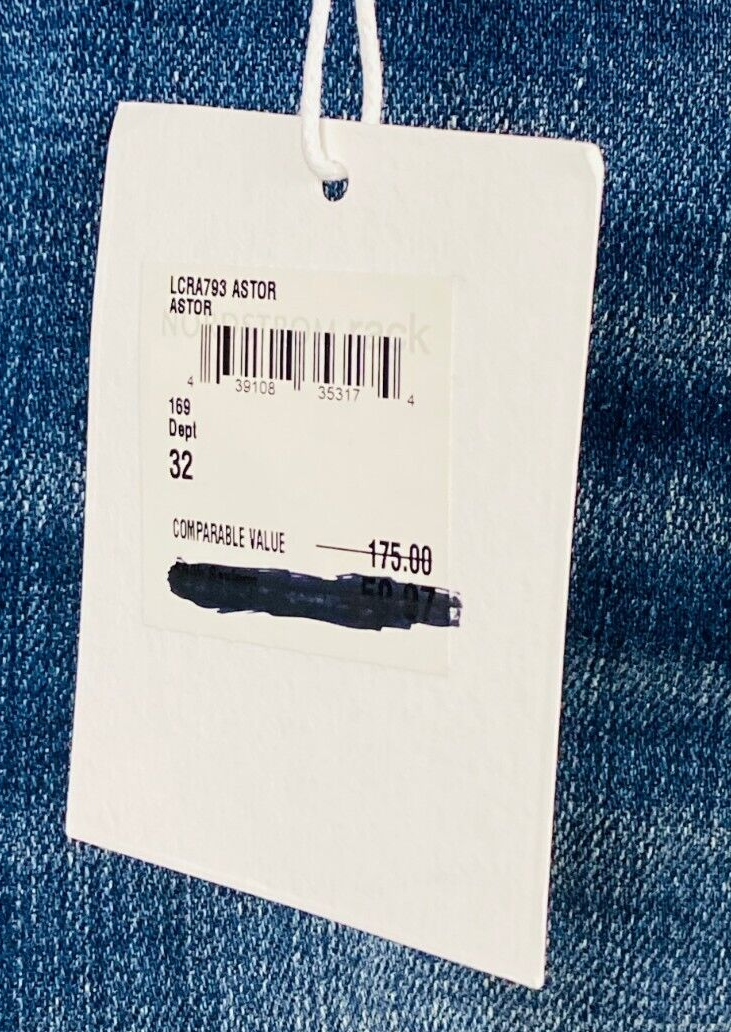 LCRA793 ASTOR
ASTOR
NORDSTROM rack
4 39108 35317 4
169
Dept
32
COMPARABLE VALUE 175.00